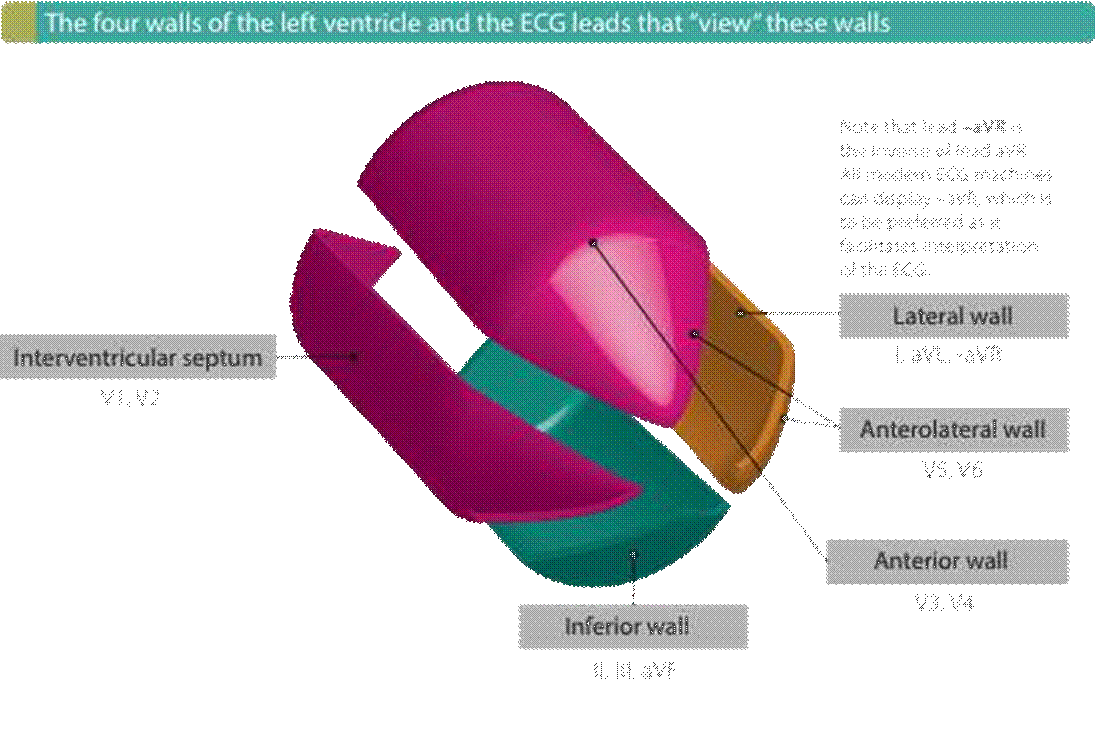 The four walls of the left ventricle and the ECG leads that “view” these walls
Note that lead -aVR is
the inverse of lead aVR.
All modern ECG machines
can display -aVR, which is
to be preferred as it
facilitates interpretation
of the ECG.
Lateral wall
I, aVL, -aVR
Interventricular septum
V1, V2
Anterolateral wall
V5, V6
Anterior wall
V3, V4
Inferior wall
II, III, aVF